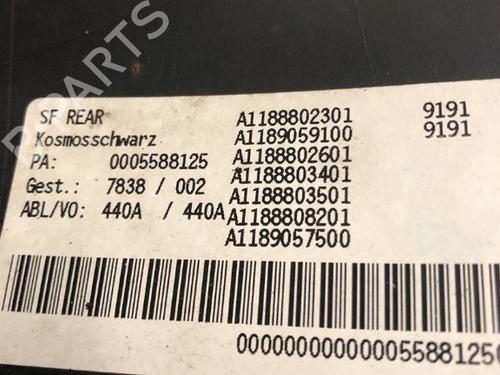 B PARTS
SF REAR A1188802301 9191
Kosmosschwarz A1189059100 9191
PA: 0005588125 A1188802601
Gest.: 7838 / 002 A1188803401
ABL/VO: 440A / 440A A1188803501
A1188808201
A1189057500